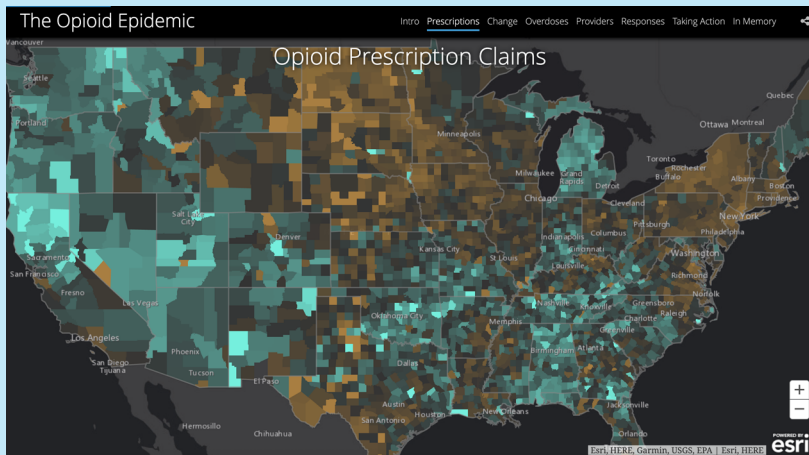 The Opioid Epidemic
Intro Prescriptions Change Overdoses Providers Responses Taking Action In Memory
Opioid Prescription Claims
Vancouver
Seattle
Quebec
Portland
Ottawa Montreal
Minneapolis
Toronto
Rochester
Buffalo
Albany
Milwaukee
Grand Rapids
Detroit
Boston
Providence
Chicago
Cleveland
New York
Salt Lake City
Pittsburgh
Philadelphia
Denver
Indianapolis
Columbus
Sacramento
Kansas City
Cincinnati
Washington
San Francisco
St Louis
Louisville
Richmond
Fresno
Norfolk
Las Vegas
Nashville
Knoxville
Greensboro
Raleigh
Oklahoma City
Memphis
Charlotte
Greenville
Los Angeles
Phoenix
Birmingham
Atlanta
San Diego
Tijuana
Tucson
Dallas
El Paso
Austin
Jacksonville
Houston
New Orleans
San Antonio
Hermosillo
Chihuahua
Orlando
+
−
POWERED BY
esri
Esri, HERE, Garmin, USGS, EPA | Esri, HERE